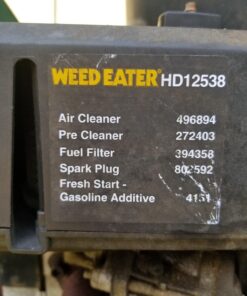 WEED EATER® HD12538
Air Cleaner 496894
Pre Cleaner 272403
Fuel Filter 394358
Spark Plug 802592
Fresh Start -
Gasoline Additive 4131